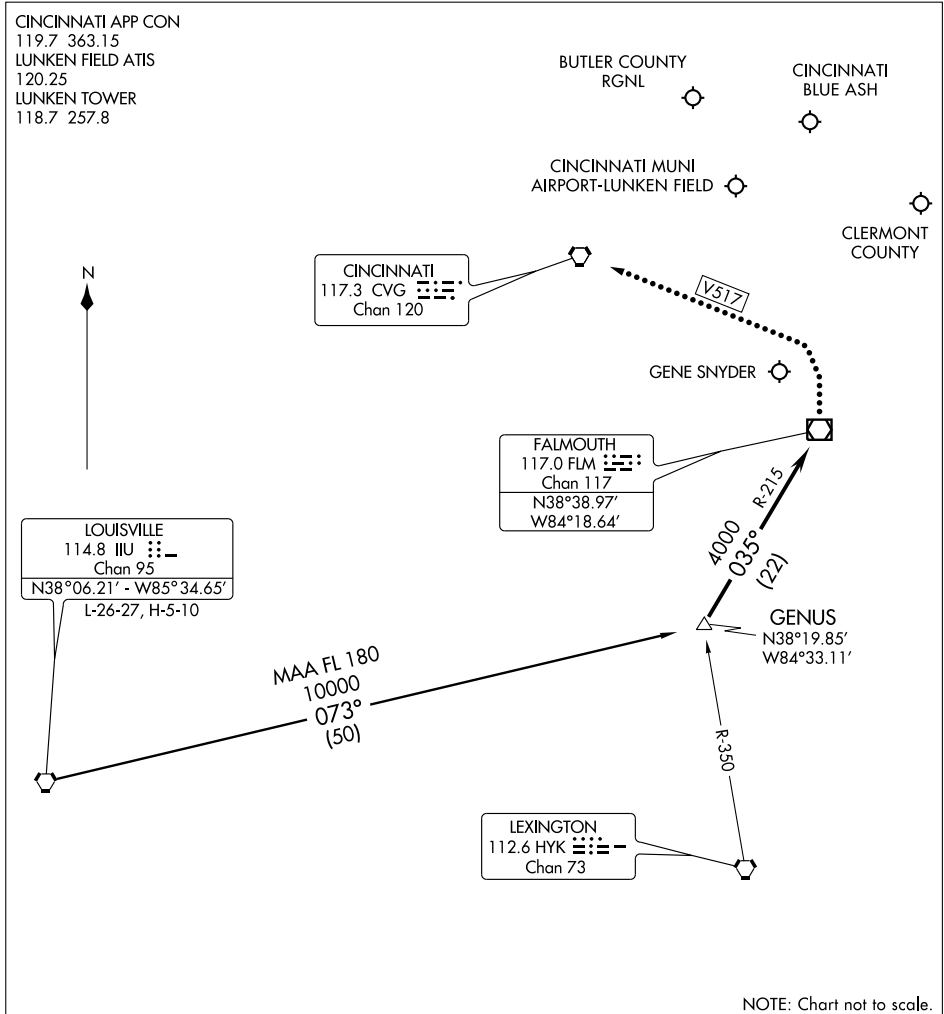 CINCINNATI APP CON
119.7 363.15
LUNKEN FIELD ATIS
120.25
LUNKEN TOWER
118.7 257.8
BUTLER COUNTY
RGNL
CINCINNATI
BLUE ASH
CINCINNATI MUNI
AIRPORT-LUNKEN FIELD
CLERMONT
COUNTY
N
CINCINNATI
117.3 CVG
Chan 120
V517
GENE SNYDER
FALMOUTH
117.0 FLM
Chan 117
N38°38.97'
W84°18.64'
R-215
4000
035°
(22)
LOUISVILLE
114.8 IIU
Chan 95
N38°06.21' - W85°34.65'
L-26-27, H-5-10
GENUS
N38°19.85'
W84°33.11'
MAA FL 180
10000
073°
(50)
R-350
LEXINGTON
112.6 HYK
Chan 73
NOTE: Chart not to scale.